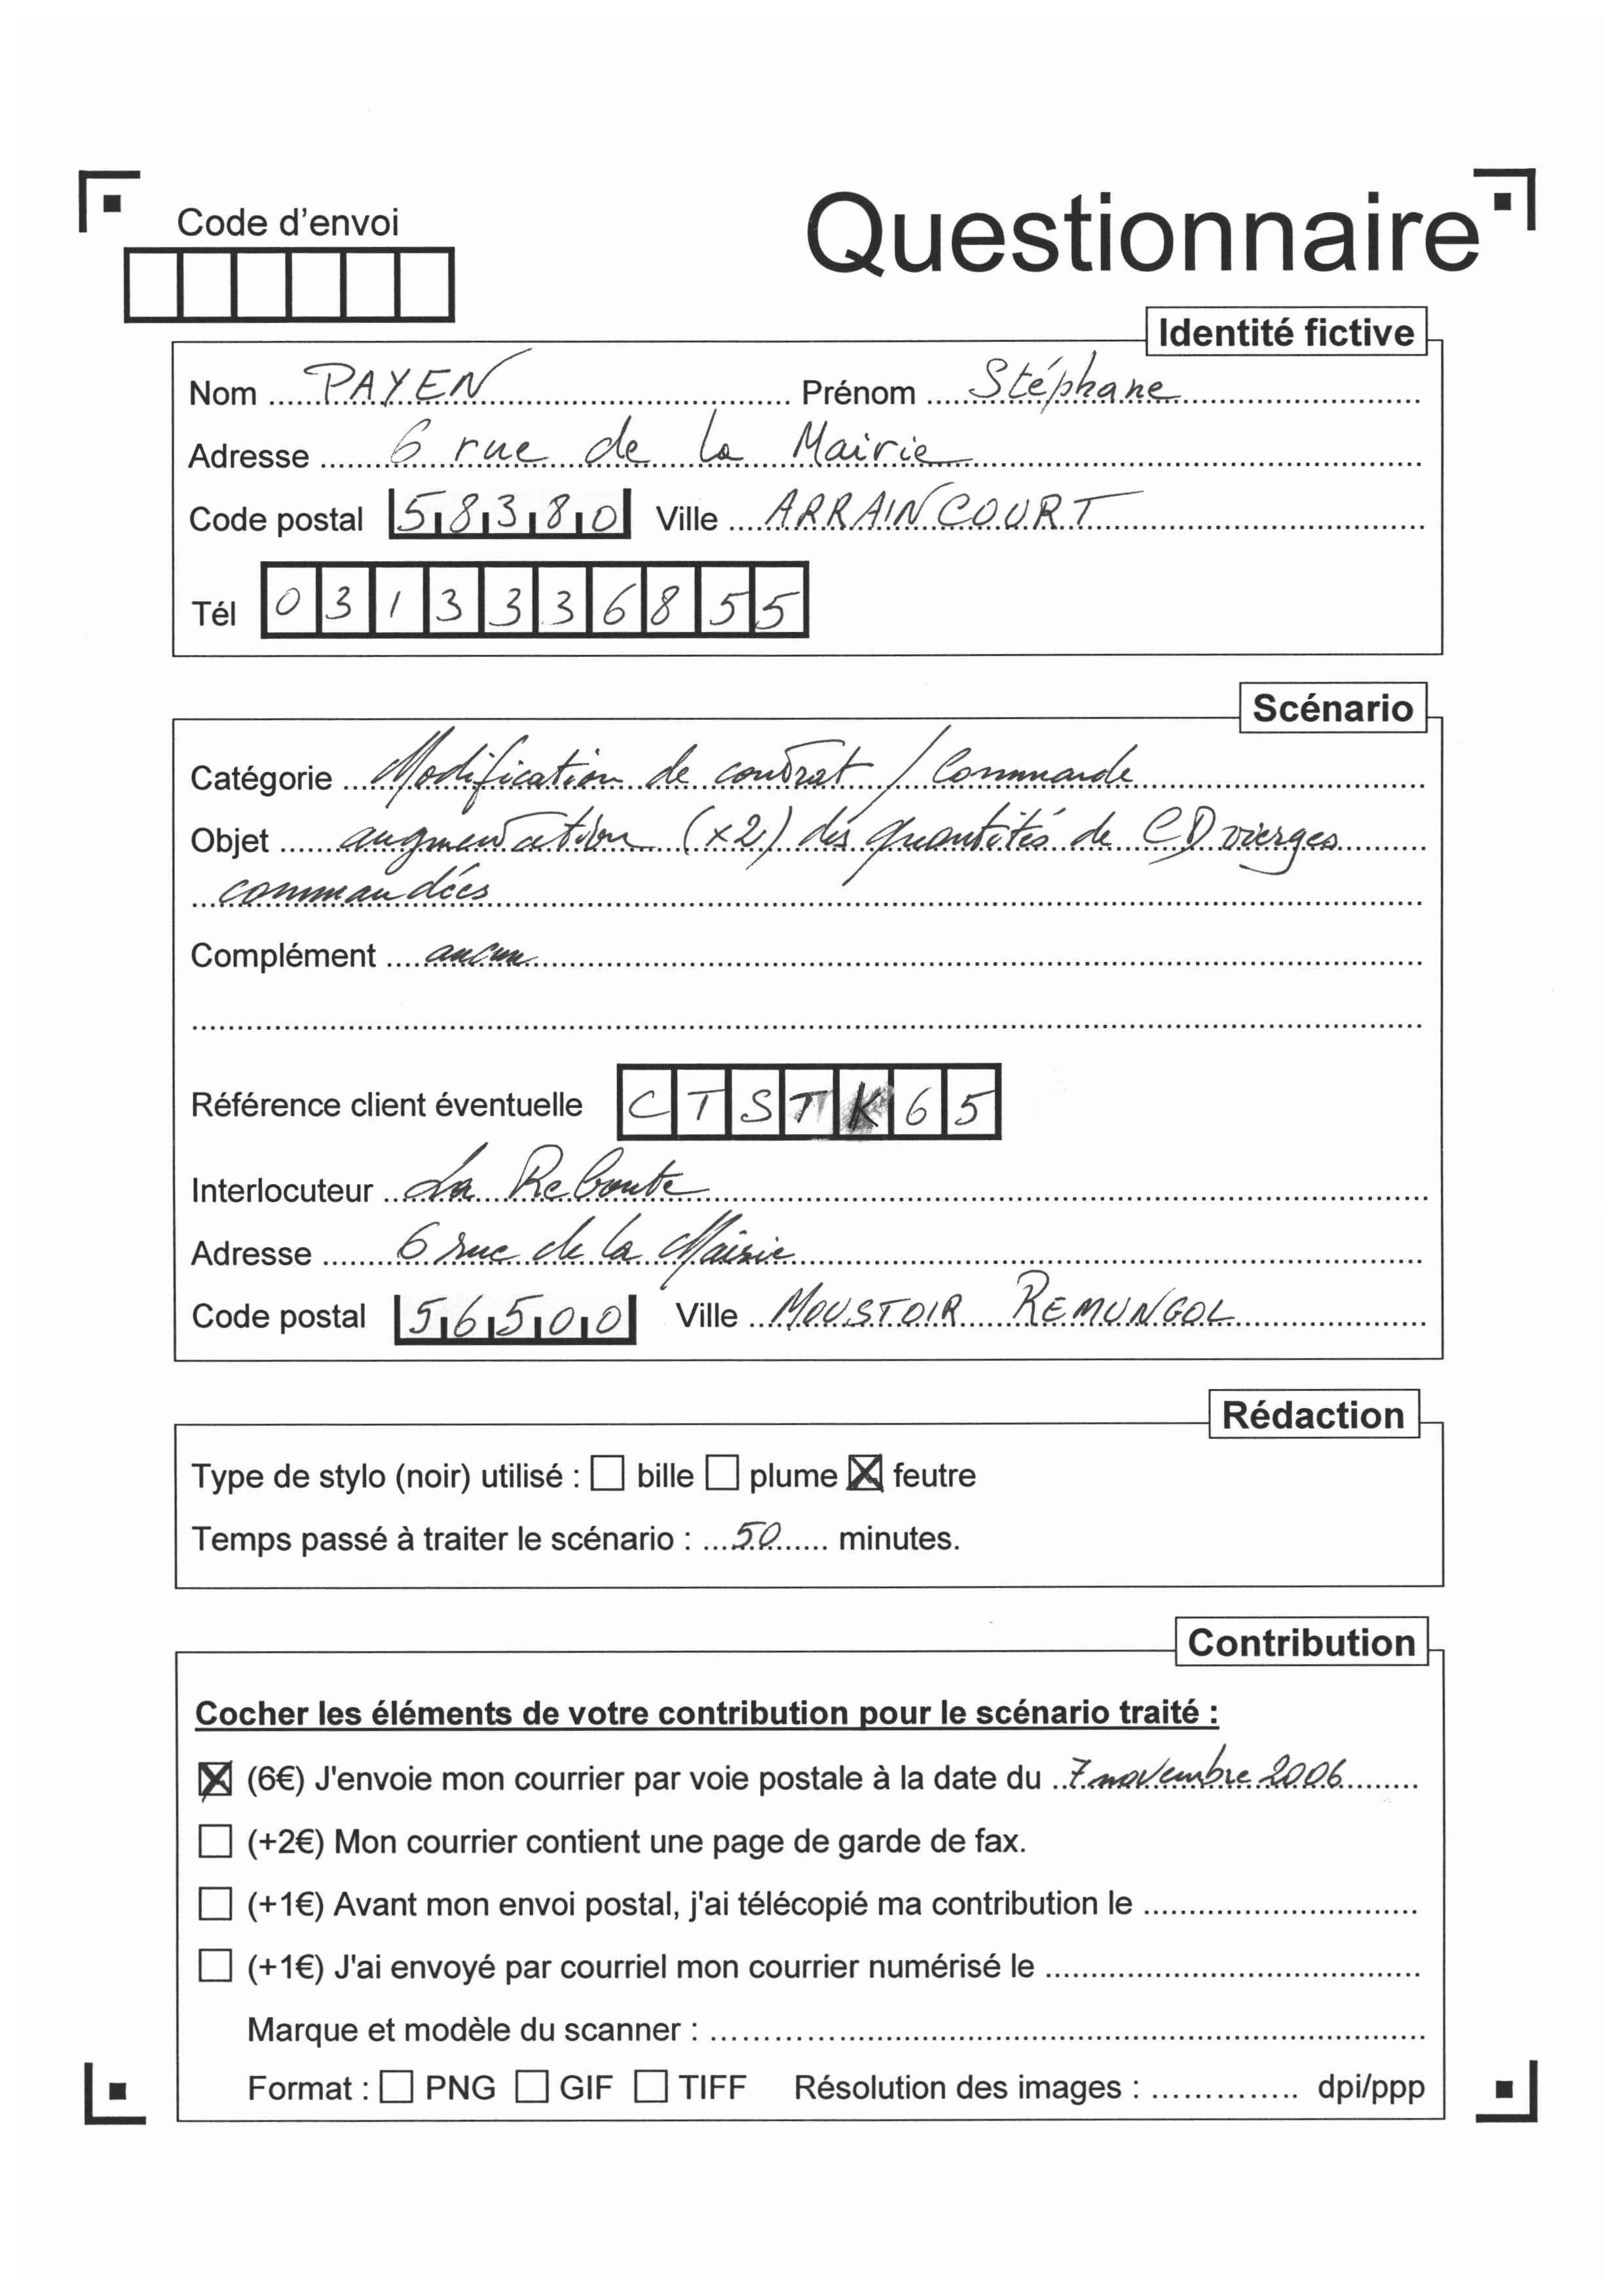 Code d'envoi
Questionnaire
Identité fictive
Nom PAYEN Prénom Stéphane
Adresse 6 rue de la Mairie
Code postal 58380 Ville ARRAINCOURT
Tél 0313336855
Scénario
Catégorie Modification de contrat / Commande
Objet augmentation (x2) des quantités de CD vierges
commandées
Complément aucun
Référence client éventuelle CTSTK65
Interlocuteur La Reboute
Adresse 6 rue de la Mairie
Code postal 56500 Ville MOUSTOIR REMUNGOL
Rédaction
Type de stylo (noir) utilisé : ☐ bille ☐ plume ☒ feutre
Temps passé à traiter le scénario : 50 minutes.
Contribution
Cocher les éléments de votre contribution pour le scénario traité :
☒ (6€) J'envoie mon courrier par voie postale à la date du 7 novembre 2006
☐ (+2€) Mon courrier contient une page de garde de fax.
☐ (+1€) Avant mon envoi postal, j'ai télécopié ma contribution le
☐ (+1€) J'ai envoyé par courriel mon courrier numérisé le
Marque et modèle du scanner :
Format : ☐ PNG ☐ GIF ☐ TIFF Résolution des images : dpi/ppp